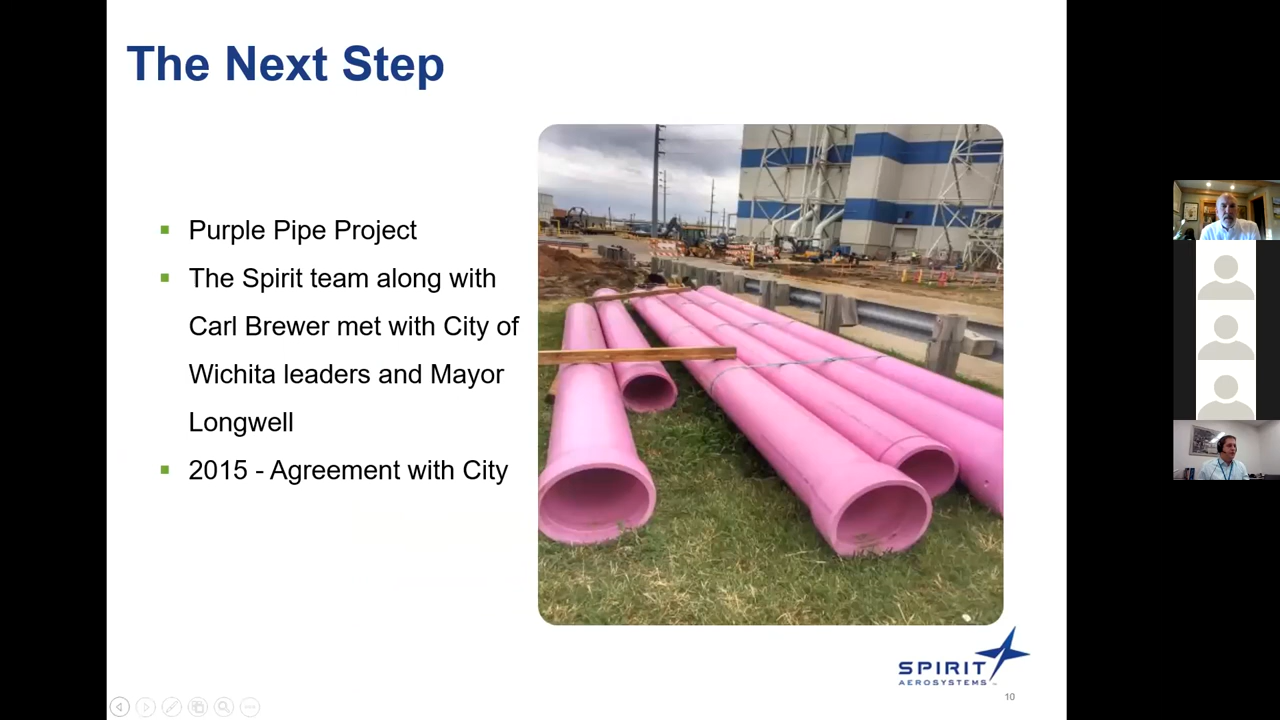 The Next Step
▪ Purple Pipe Project
▪ The Spirit team along with
Carl Brewer met with City of
Wichita leaders and Mayor
Longwell
▪ 2015 - Agreement with City
SPIRIT
AEROSYSTEMS
10